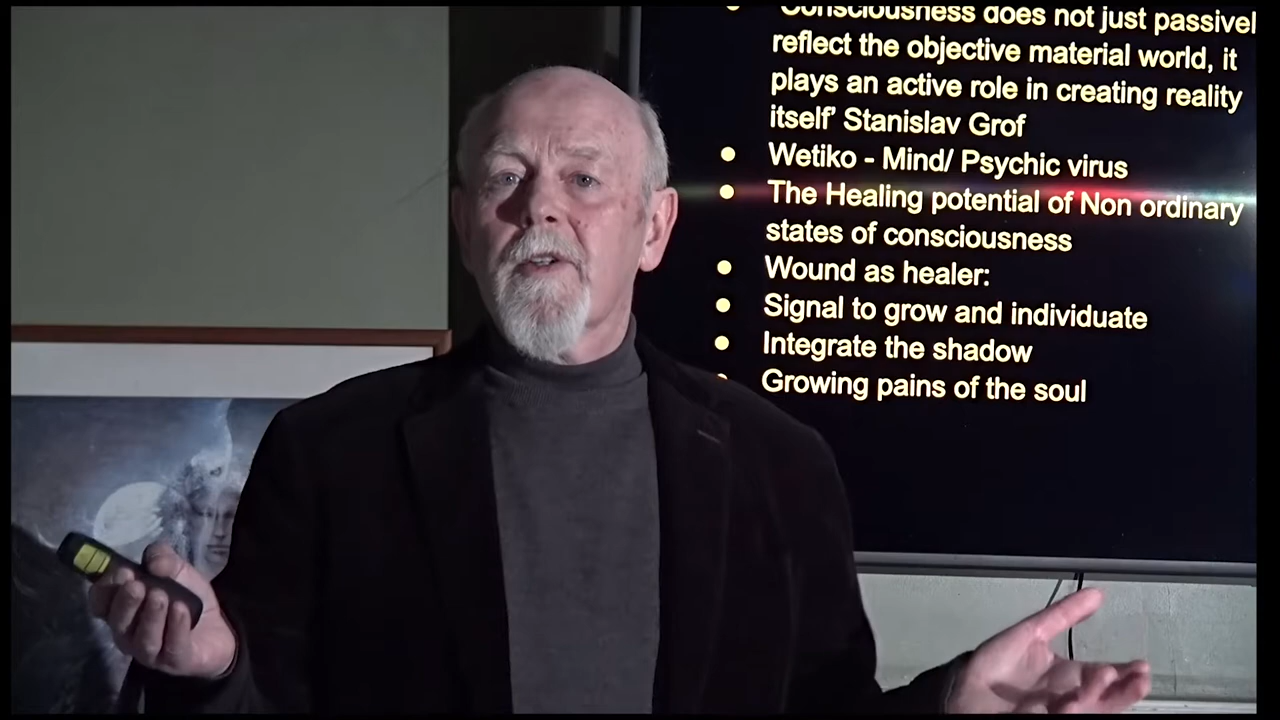 Consciousness does not just passivel
reflect the objective material world, it
plays an active role in creating reality
itself' Stanislav Grof
Wetiko - Mind/ Psychic virus
The Healing potential of Non ordinary
states of consciousness
Wound as healer:
Signal to grow and individuate
Integrate the shadow
Growing pains of the soul